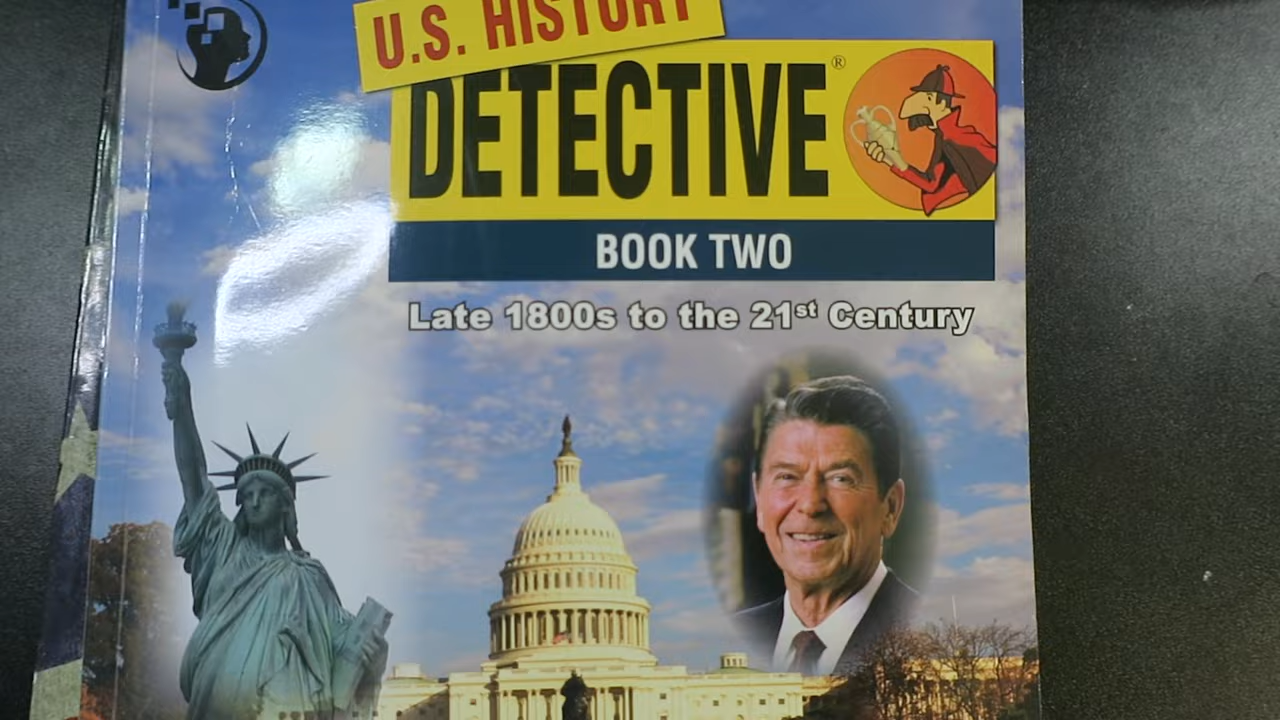 U.S. HISTORY
DETECTIVE®
BOOK TWO
Late 1800s to the 21st Century